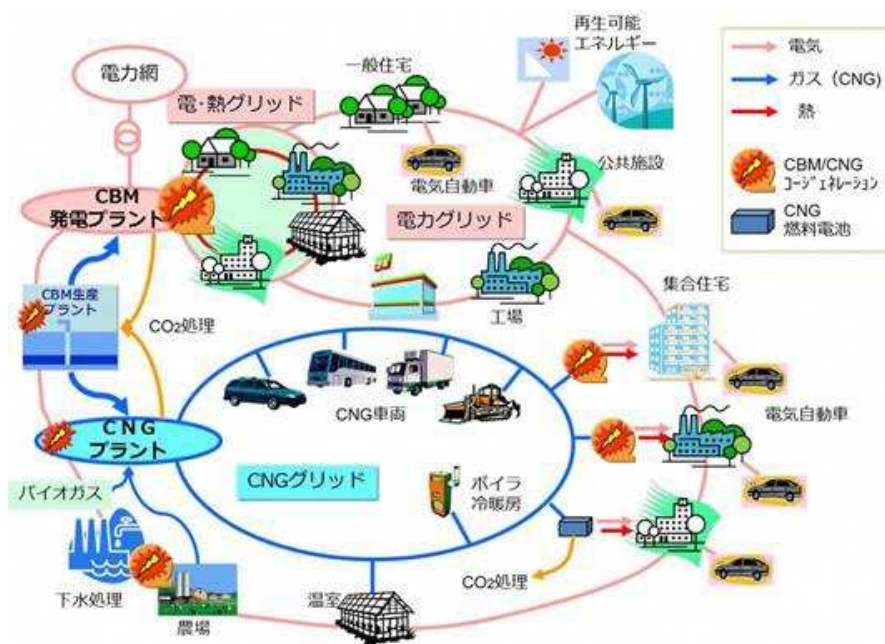 電力網
電・熱グリッド
一般住宅
再生可能
エネルギー
電気
ガス（CNG)
熱
CBM/CNG
コージェネレーション
CNG
燃料電池
CBM
発電プラント
電気自動車
公共施設
電力グリッド
工場
集合住宅
CBM生産
プラント
CO2処理
CNG車両
電気自動車
ＣＮＧ
プラント
CNGグリッド
ボイラ
冷暖房
バイオガス
CO2処理
下水処理
農場
温室